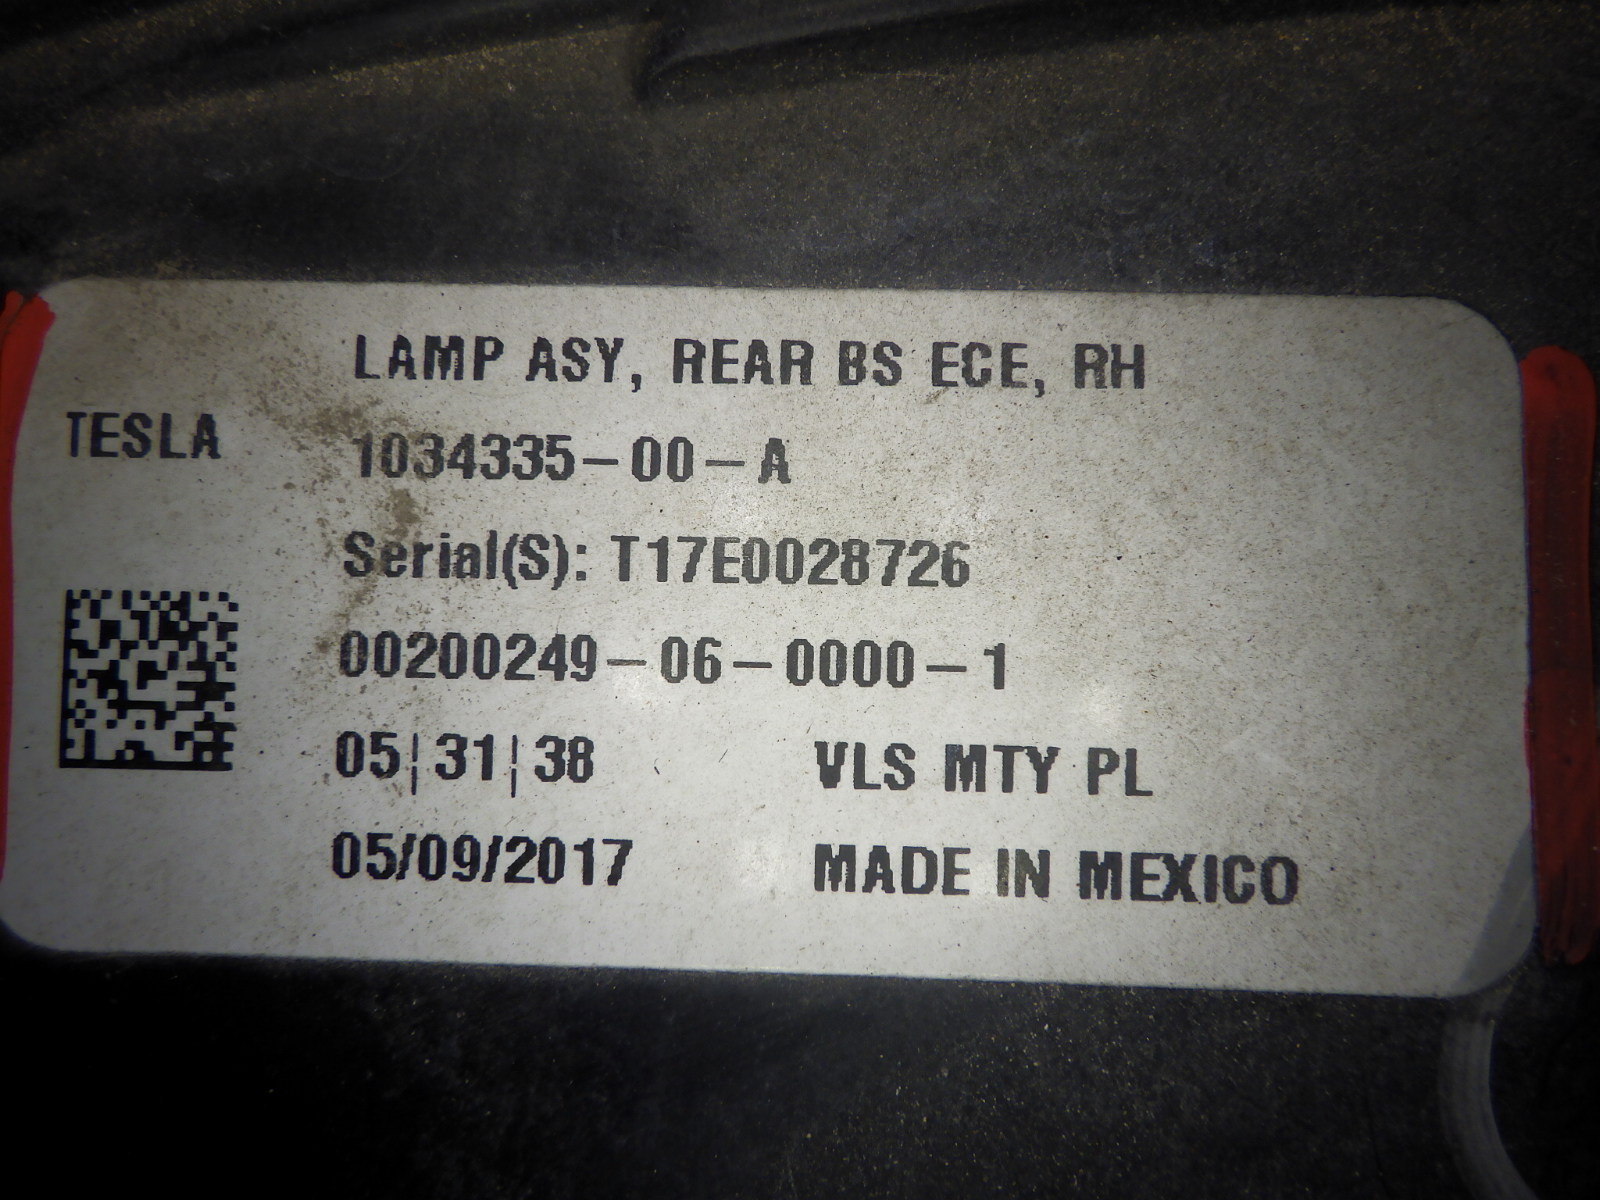 LAMP ASY, REAR BS ECE, RH
TESLA
1034335-00-A
Serial(S): T17E0028726
00200249-06-0000-1
05|31|38
VLS MTY PL
05/09/2017
MADE IN MEXICO